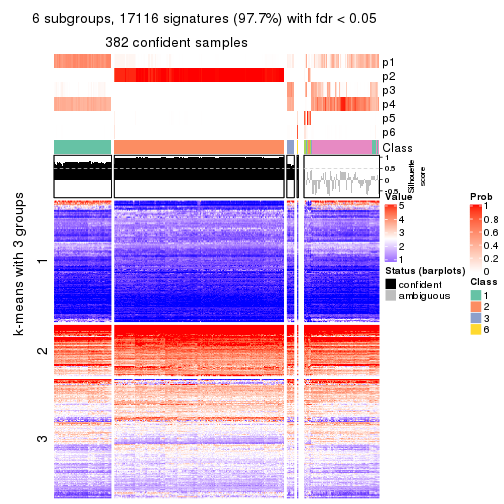 6 subgroups, 17116 signatures (97.7%) with fdr < 0.05
382 confident samples
p1
p2
p3
p4
p5
p6
Class
1
0.5
0
-0.5
Silhouette
score
k-means with 3 groups
1
2
3
Value
5
4
3
2
1
Status (barplots)
confident
ambiguous
Prob
1
0.8
0.6
0.4
0.2
0
Class
1
2
3
6